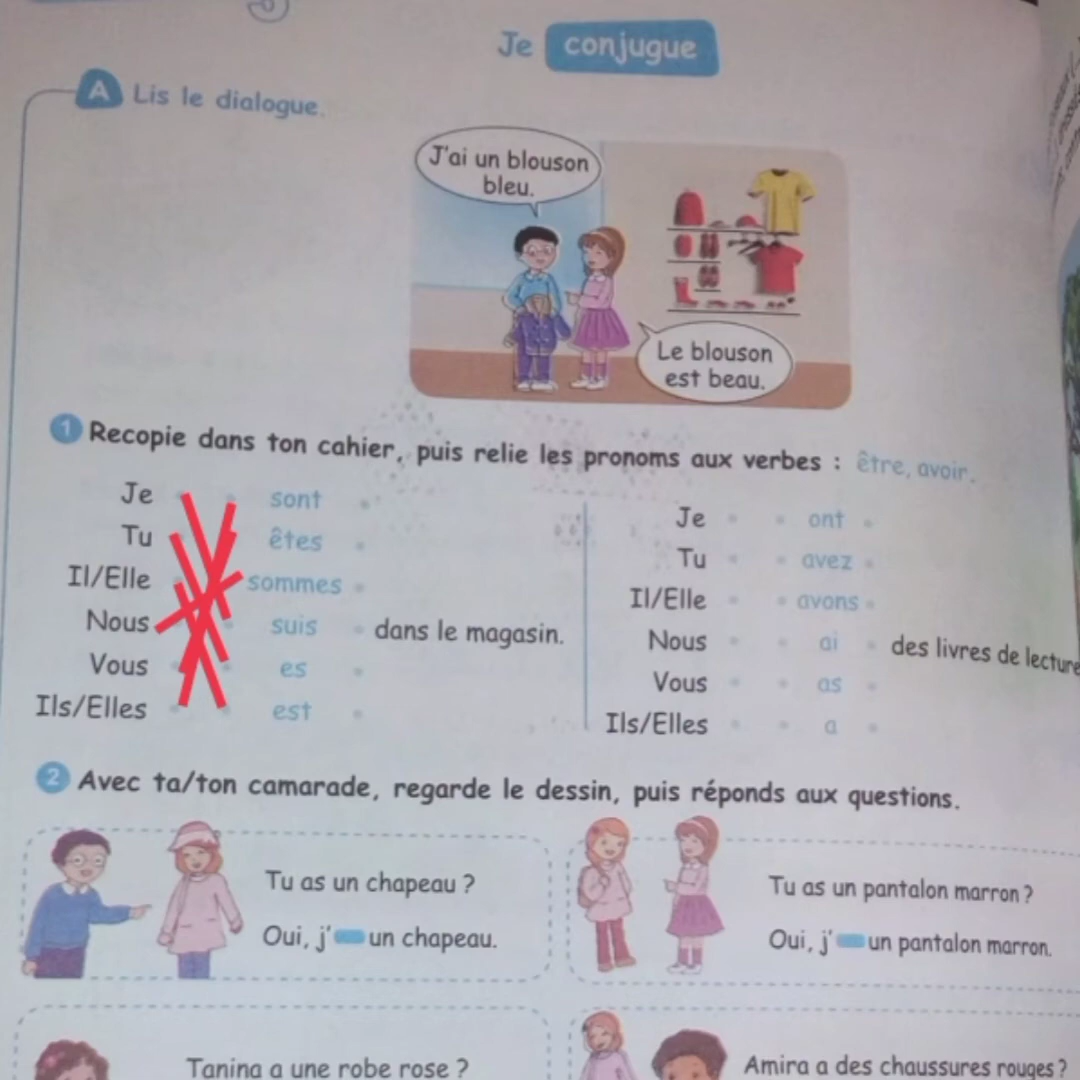 Je conjugue
A Lis le dialogue.
J'ai un blouson
bleu.
Le blouson
est beau.
1 Recopie dans ton cahier, puis relie les pronoms aux verbes : être, avoir.
Je sont
Tu êtes
Il/Elle sommes
Nous suis dans le magasin.
Vous es
Ils/Elles est
Je ont
Tu avez
Il/Elle avons
Nous ai des livres de lecture
Vous as
Ils/Elles a
2 Avec ta/ton camarade, regarde le dessin, puis réponds aux questions.
Tu as un chapeau ?
Oui, j' un chapeau.
Tu as un pantalon marron ?
Oui, j' un pantalon marron.
Tanina a une robe rose ?
Amira a des chaussures rouges ?